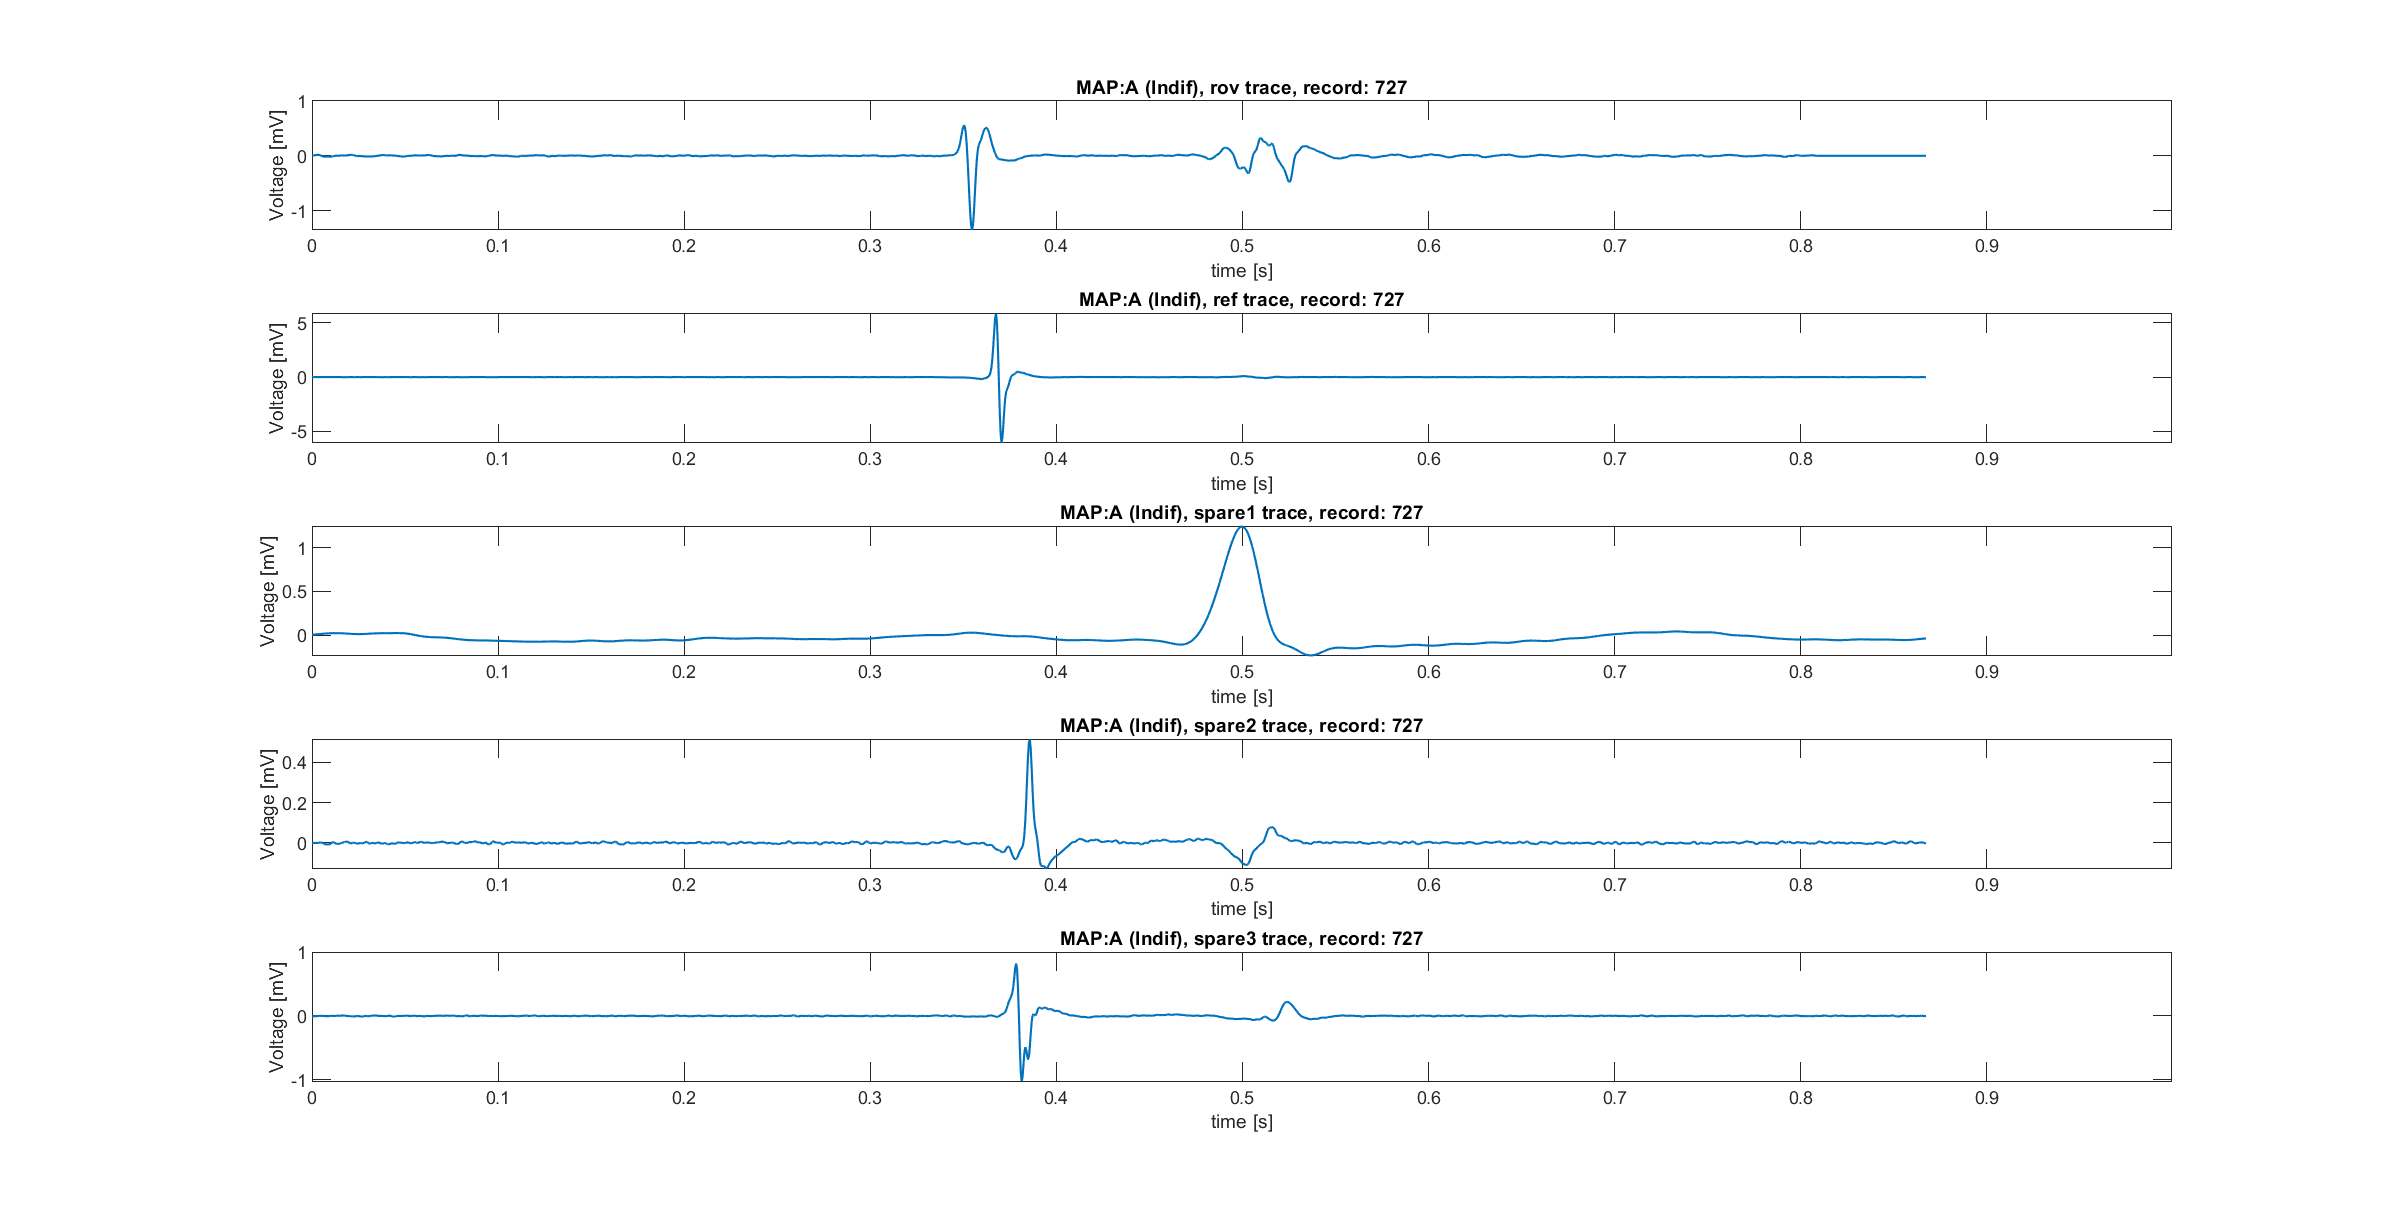 MAP:A (Indif), rov trace, record: 727
Voltage [mV]
1
0
-1
0 0.1 0.2 0.3 0.4 0.5 0.6 0.7 0.8 0.9
time [s]
MAP:A (Indif), ref trace, record: 727
Voltage [mV]
5
0
-5
0 0.1 0.2 0.3 0.4 0.5 0.6 0.7 0.8 0.9
time [s]
MAP:A (Indif), spare1 trace, record: 727
Voltage [mV]
1
0.5
0
0 0.1 0.2 0.3 0.4 0.5 0.6 0.7 0.8 0.9
time [s]
MAP:A (Indif), spare2 trace, record: 727
Voltage [mV]
0.4
0.2
0
0 0.1 0.2 0.3 0.4 0.5 0.6 0.7 0.8 0.9
time [s]
MAP:A (Indif), spare3 trace, record: 727
Voltage [mV]
1
0
-1
0 0.1 0.2 0.3 0.4 0.5 0.6 0.7 0.8 0.9
time [s]